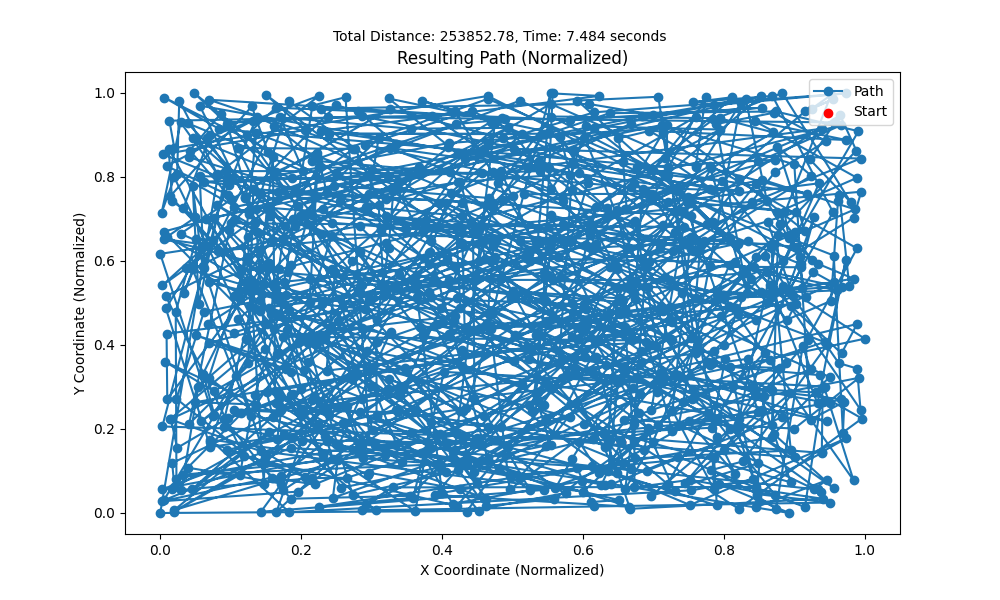 Total Distance: 253852.78, Time: 7.484 seconds
Resulting Path (Normalized)
Path
Start
1.0
0.8
0.6
0.4
0.2
0.0
Y Coordinate (Normalized)
0.0 0.2 0.4 0.6 0.8 1.0
X Coordinate (Normalized)